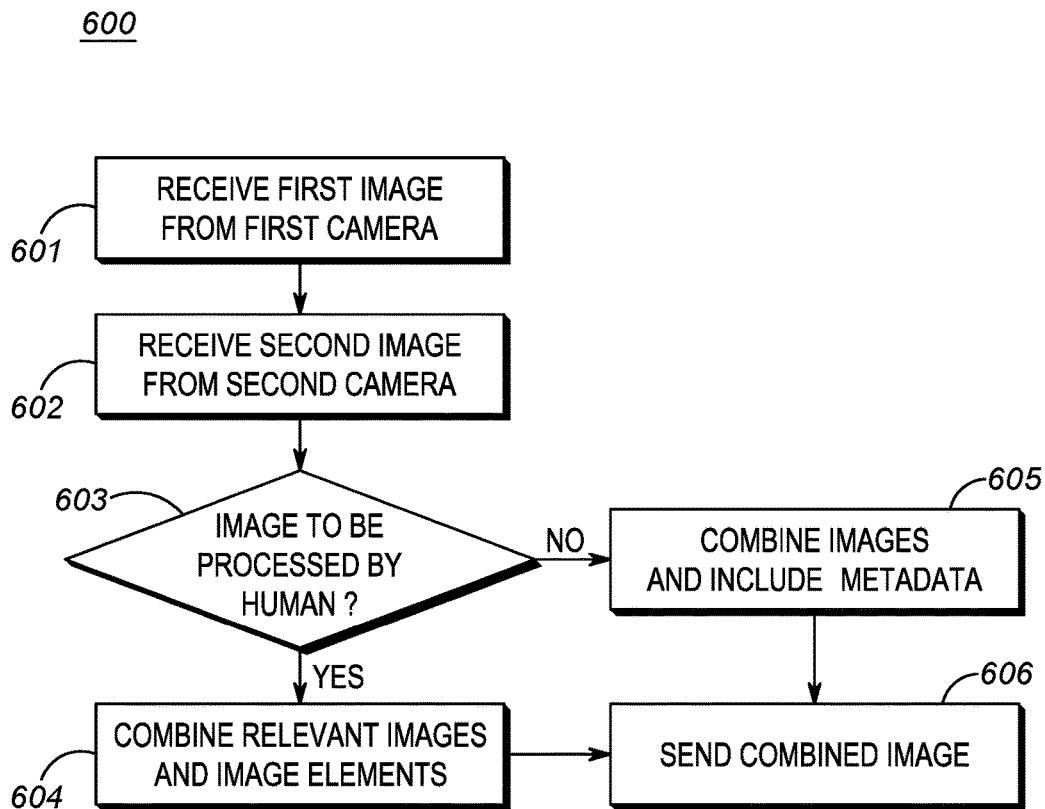 600
RECEIVE FIRST IMAGE
FROM FIRST CAMERA
601
RECEIVE SECOND IMAGE
FROM SECOND CAMERA
602
603
IMAGE TO BE
PROCESSED BY
HUMAN ?
NO
605
COMBINE IMAGES
AND INCLUDE METADATA
YES
606
COMBINE RELEVANT IMAGES
AND IMAGE ELEMENTS
604
SEND COMBINED IMAGE